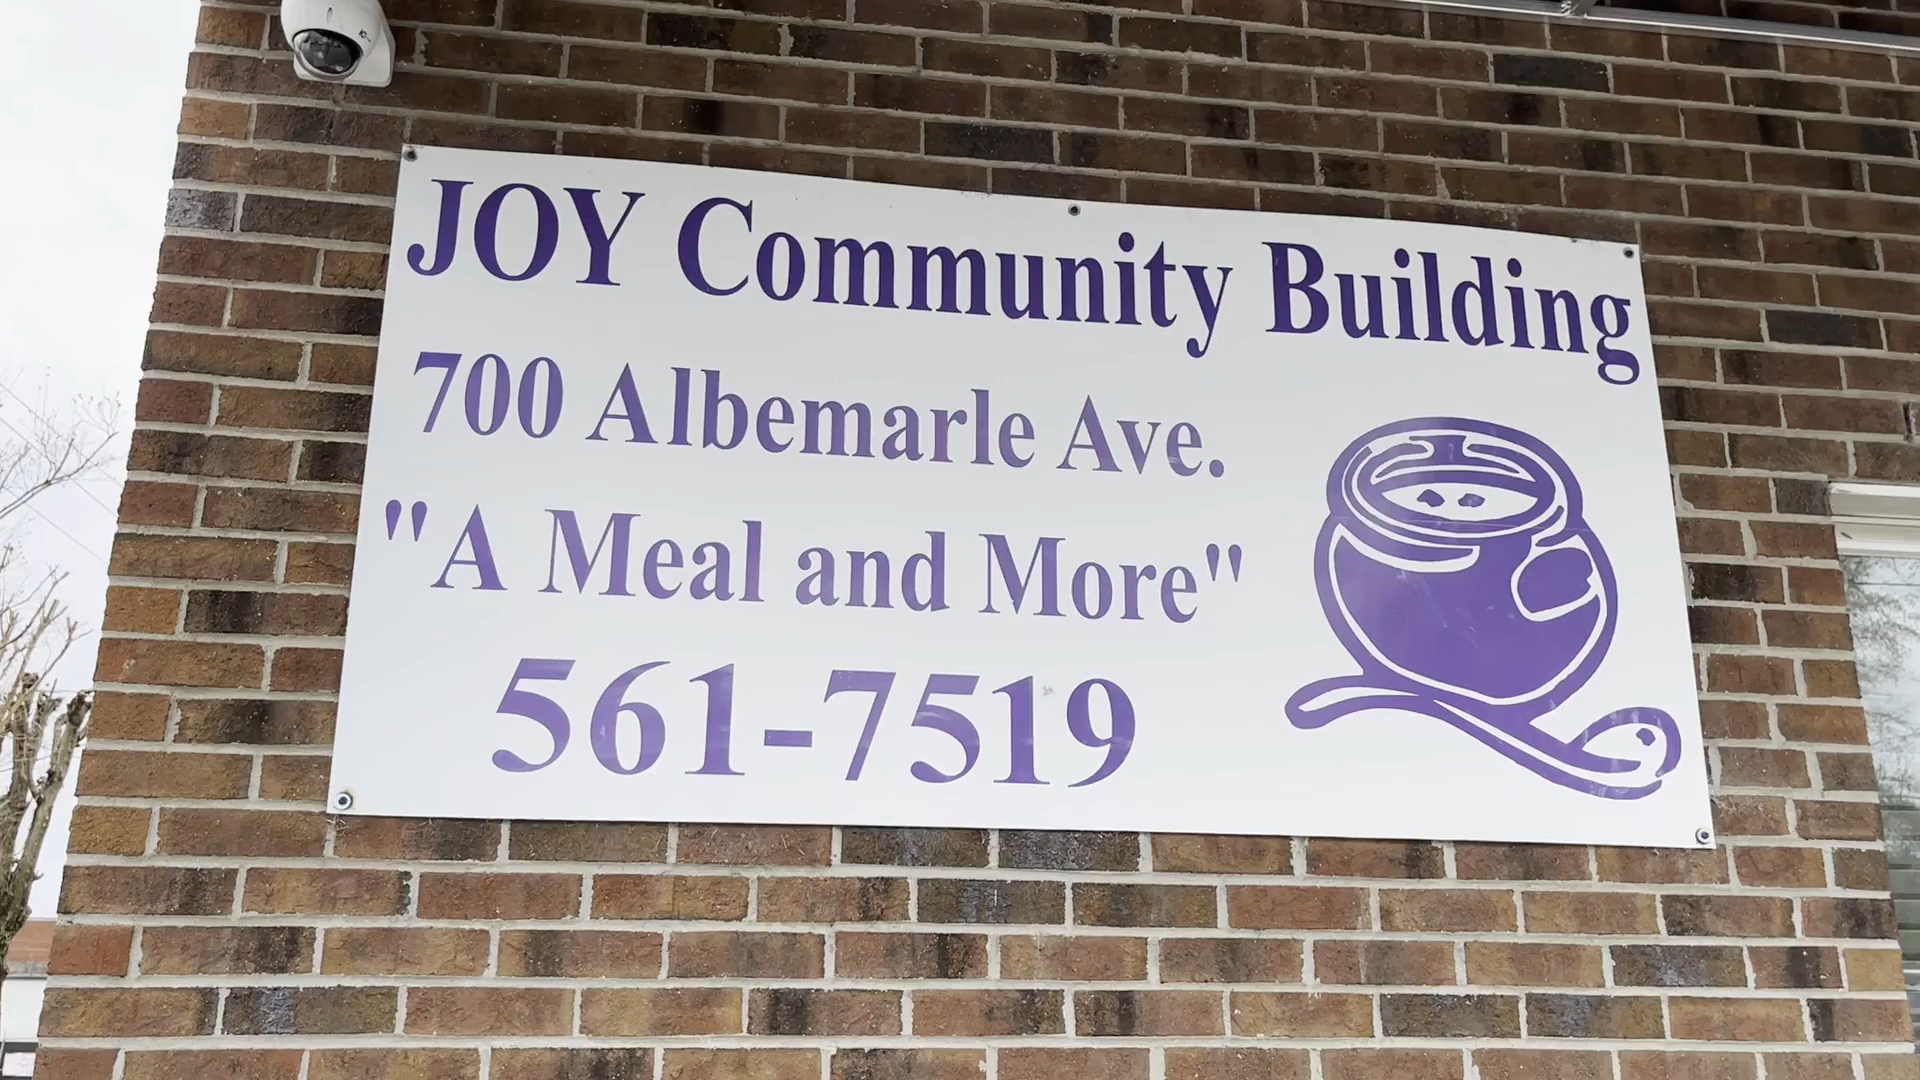 JOY Community Building
700 Albemarle Ave.
"A Meal and More"
561-7519